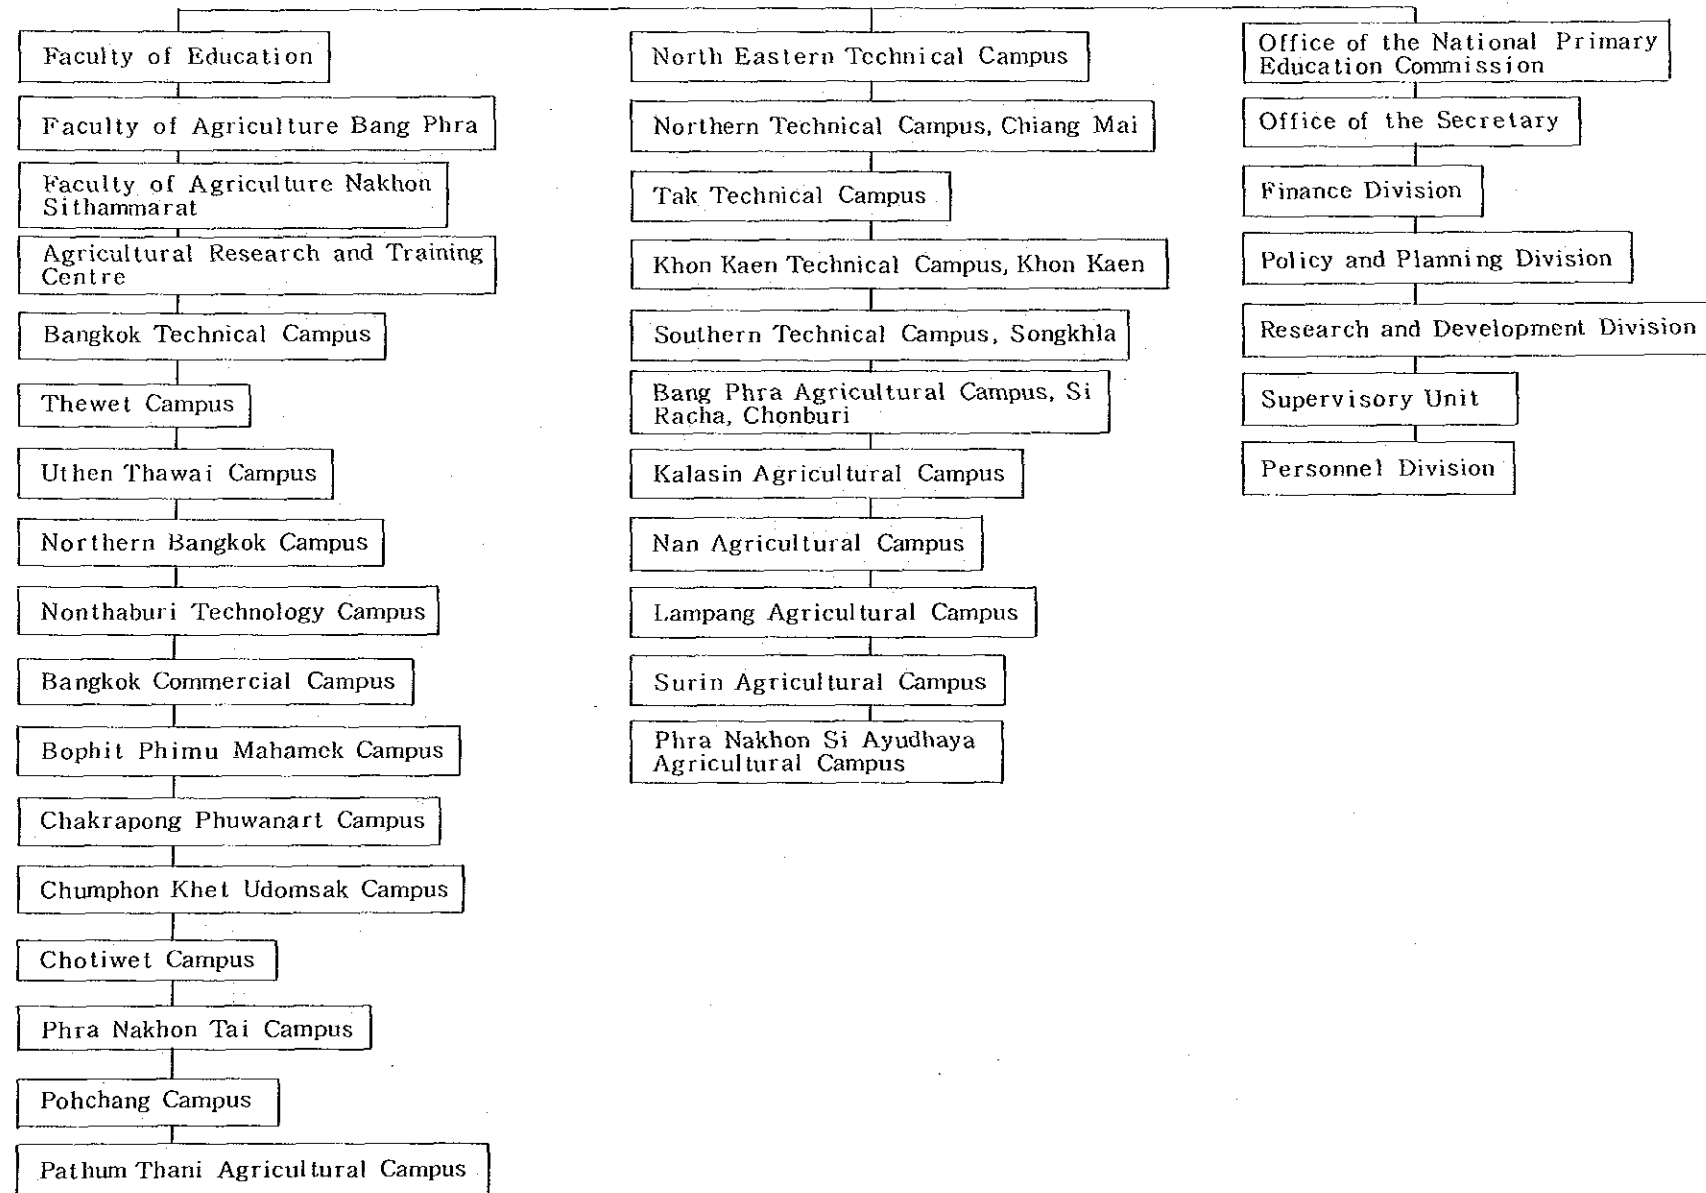 Faculty of Education
Faculty of Agriculture Bang Phra
Faculty of Agriculture Nakhon
Sithammarat
Agricultural Research and Training
Centre
Bangkok Technical Campus
Thewet Campus
Uthen Thawai Campus
Northern Bangkok Campus
Nonthaburi Technology Campus
Bangkok Commercial Campus
Bophit Phimu Mahamek Campus
Chakrapong Phuwanart Campus
Chumphon Khet Udomsak Campus
Chotiwet Campus
Phra Nakhon Tai Campus
Pohchang Campus
Pathum Thani Agricultural Campus
North Eastern Technical Campus
Northern Technical Campus, Chiang Mai
Tak Technical Campus
Khon Kaen Technical Campus, Khon Kaen
Southern Technical Campus, Songkhla
Bang Phra Agricultural Campus, Si
Racha, Chonburi
Kalasin Agricultural Campus
Nan Agricultural Campus
Lampang Agricultural Campus
Surin Agricultural Campus
Phra Nakhon Si Ayudhaya
Agricultural Campus
Office of the National Primary
Education Commission
Office of the Secretary
Finance Division
Policy and Planning Division
Research and Development Division
Supervisory Unit
Personnel Division